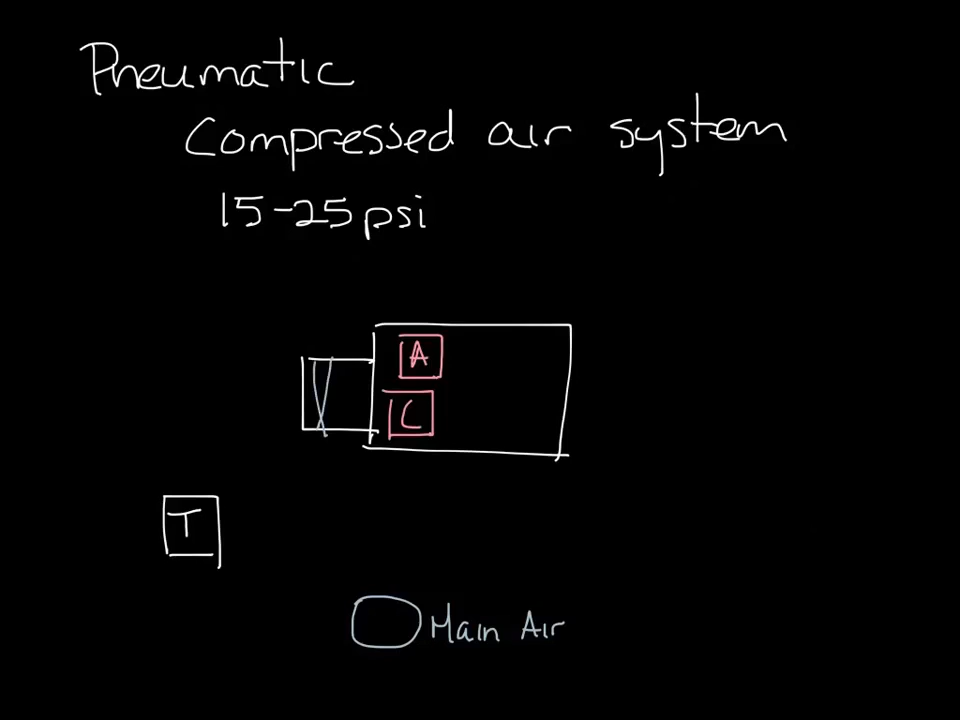 Pneumatic
Compressed air system
15-25psi
A
C
T
Main Air